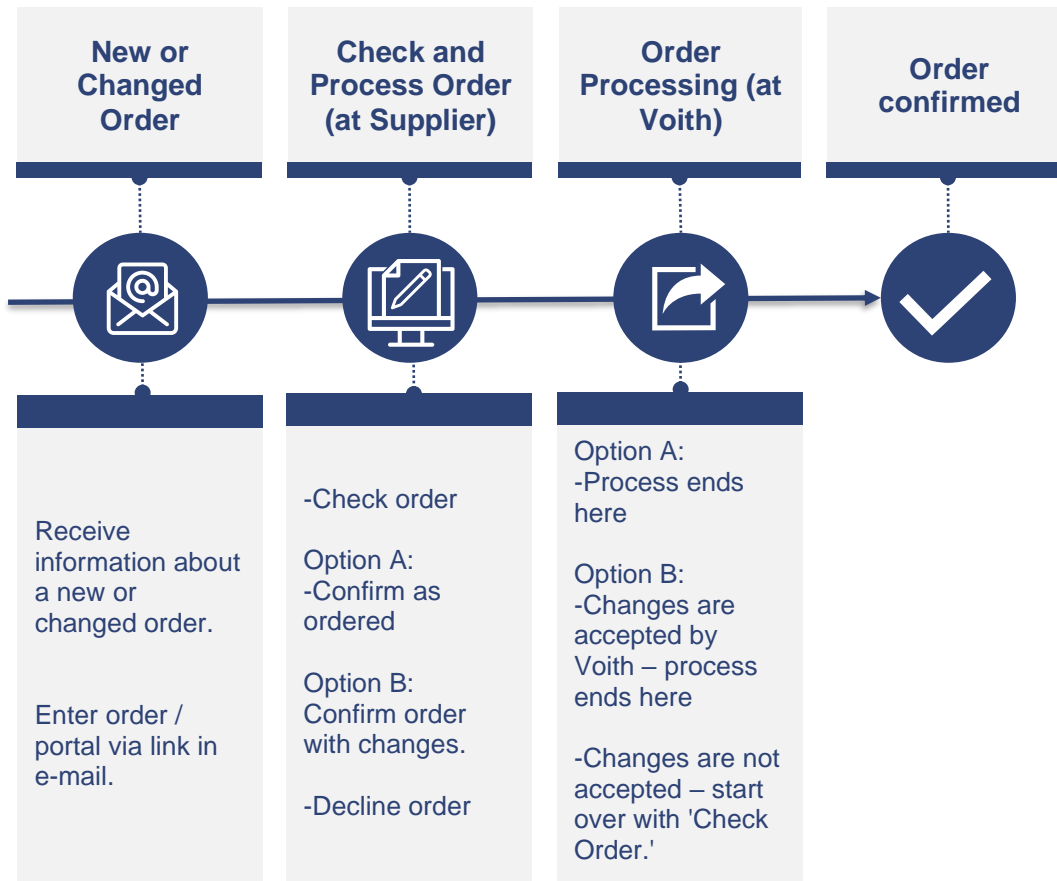 New or
Changed
Order
Check and
Process Order
(at Supplier)
Order
Processing (at
Voith)
Order
confirmed
@
Receive
information about
a new or
changed order.
Enter order /
portal via link in
e-mail.
-Check order
Option A:
-Confirm as
ordered
Option B:
Confirm order
with changes.
-Decline order
Option A:
-Process ends
here
Option B:
-Changes are
accepted by
Voith – process
ends here
-Changes are not
accepted – start
over with 'Check
Order.'